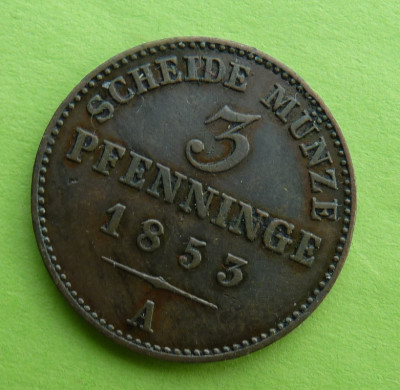 SCHEIDE MÜNZE
3
PFENNINGE
1853
A